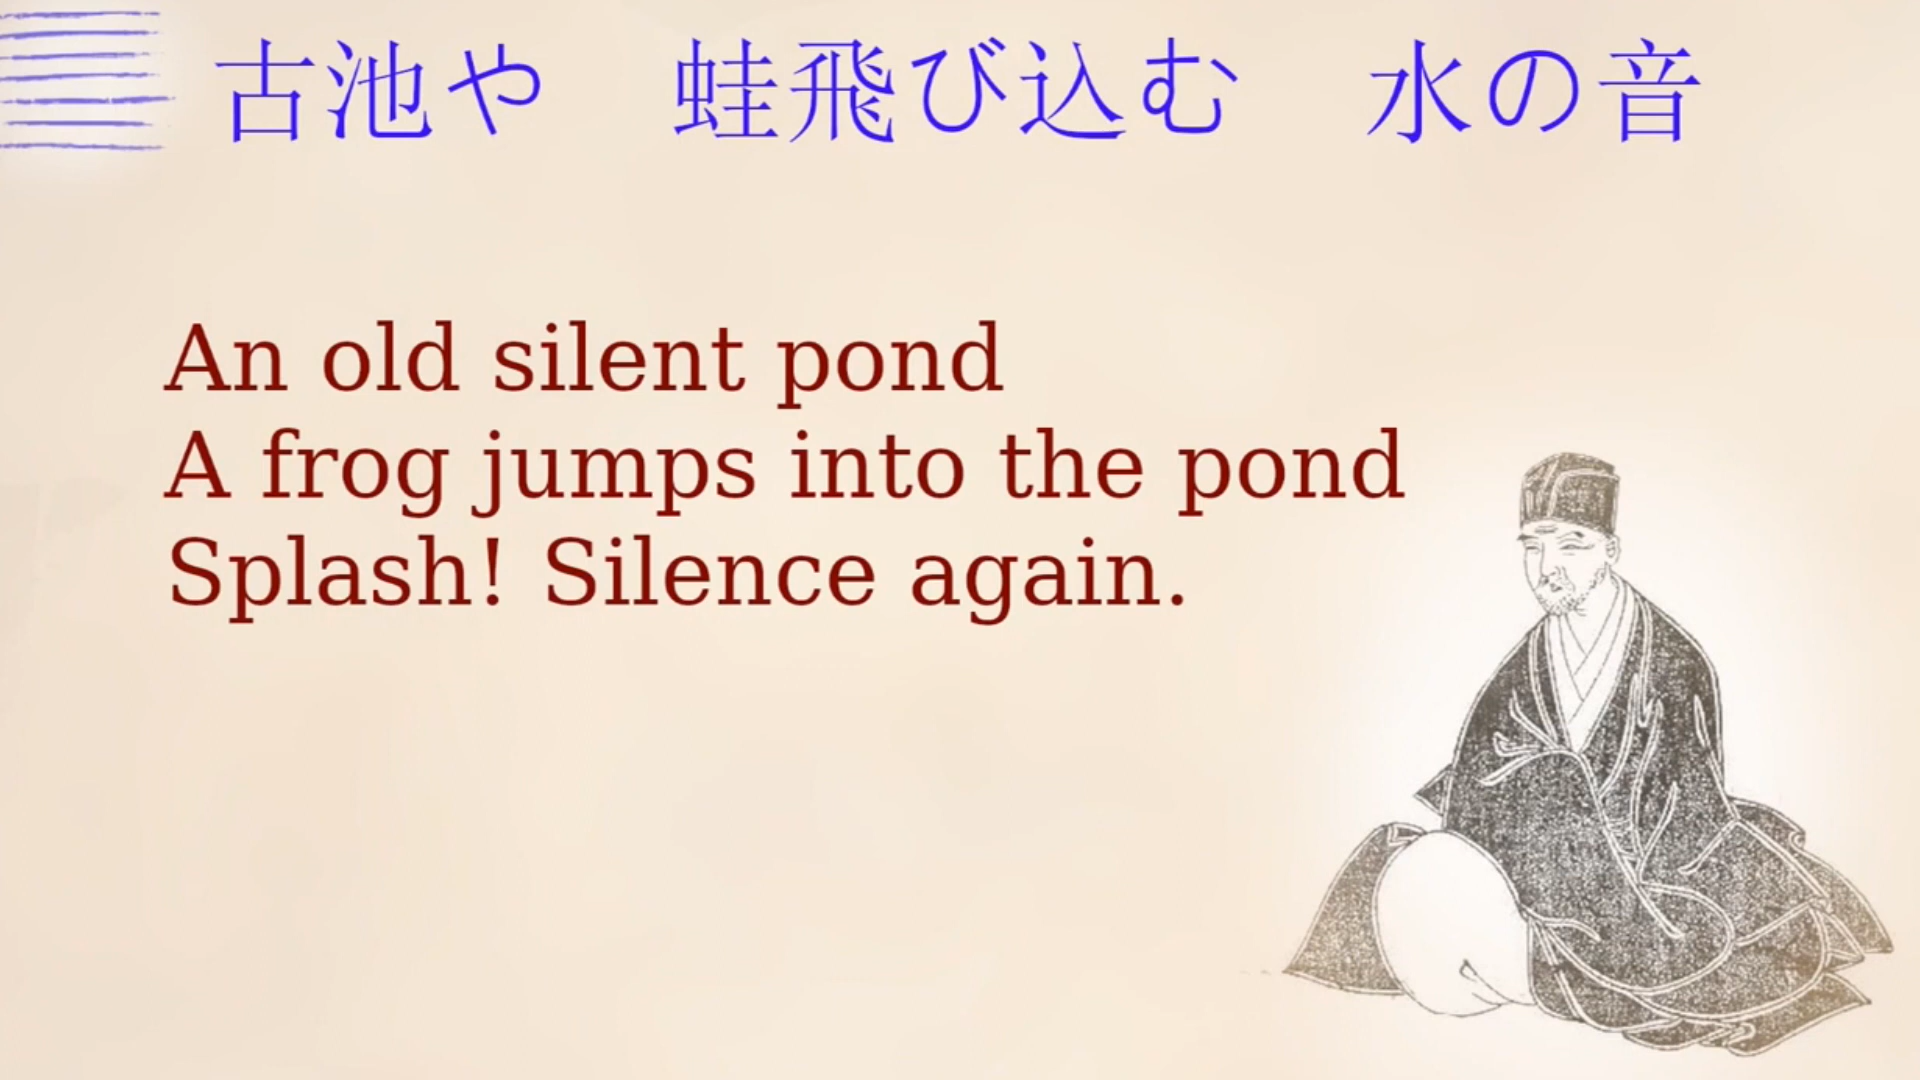 古池や　蛙飛び込む　水の音
An old silent pond
A frog jumps into the pond
Splash! Silence again.